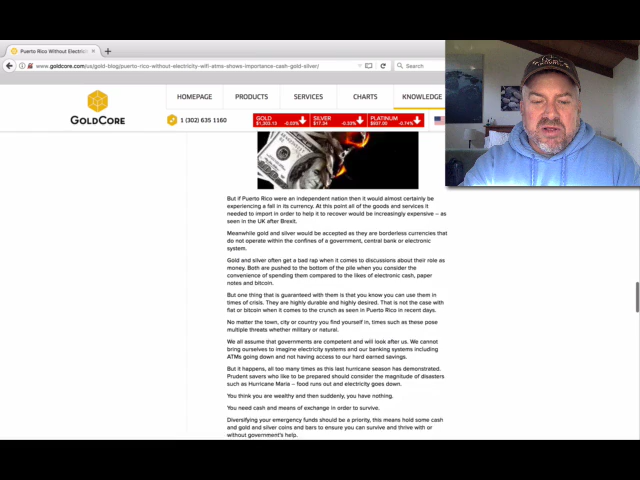 Puerto Rico Without Electrici
www.goldcore.com/us/gold-blog/puerto-rico-without-electricity-wifi-atms-shows-importance-cash-gold-silver/
Search
GOLDCORE
HOMEPAGE PRODUCTS SERVICES CHARTS KNOWLEDGE
1 (302) 635 1160
GOLD SILVER PLATINUM
$1,303.13 -0.02% $17.34 -0.33% $907.00 -0.74%
But if Puerto Rico were an independent nation then it would almost certainly be
experiencing a fall in its currency. At this point all of the goods and services it
needed to import in order to help it to recover would be increasingly expensive – as
seen in the UK after Brexit.
Meanwhile gold and silver would be accepted as they are borderless currencies that
do not operate within the confines of a government, central bank or electronic
system.
Gold and silver often get a bad rap when it comes to discussions about their role as
money. Both are pushed to the bottom of the pile when you consider the
convenience of spending them compared to the likes of electronic cash, paper
notes and bitcoin.
But one thing that is guaranteed with them is that you know you can use them in
times of crisis. They are highly durable and highly desired. That is not the case with
fiat or bitcoin when it comes to the crunch as seen in Puerto Rico in recent days.
No matter the town, city or country you find yourself in, times such as these pose
multiple threats whether military or natural.
We all assume that governments are competent and will look after us. We cannot
bring ourselves to imagine electricity systems and our banking systems including
ATMs going down and not having access to our hard earned savings.
But it happens, all too many times as this last hurricane season has demonstrated.
Prudent savers who like to be prepared should consider the magnitude of disasters
such as Hurricane Maria – food runs out and electricity goes down.
You think you are wealthy and then suddenly, you have nothing.
You need cash and means of exchange in order to survive.
Diversifying your emergency funds should be a priority, this means hold some cash
and gold and silver coins and bars to ensure you can survive and thrive with or
without government's help.